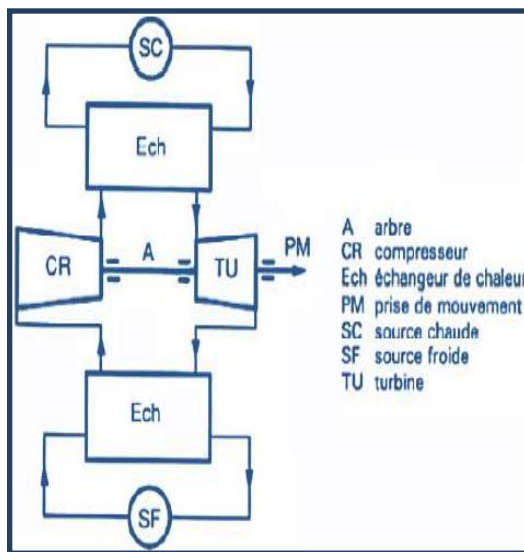 SC
Ech
CR
A
TU
PM
Ech
SF
A arbre
CR compresseur
Ech échangeur de chaleur
PM prise de mouvement
SC source chaude
SF source froide
TU turbine